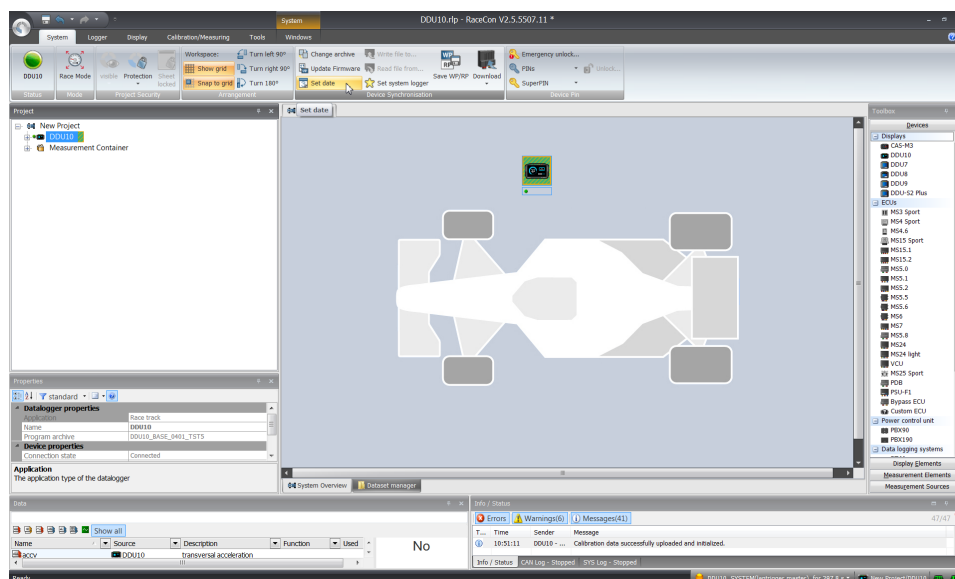 System
DDU10.rlp - RaceCon V2.5.5507.11 *
System Logger Display Calibration/Measuring Tools Windows
DDU10
Status
Race Mode
Mode
visible
Protection
Sheet locked
Project Security
Workspace:
Show grid
Snap to grid
Turn left 90°
Turn right 90°
Turn 180°
Arrangement
Change archive
Update Firmware
Set date
Write file to...
Read file from...
Set system logger
Save WP/RP
Download
Device Synchronisation
Emergency unlock...
PINs
Unlock...
SuperPIN
Device Pin
Project
New Project
DDU10
Measurement Container
Set date
Toolbox
Devices
Displays
CAS-M3
DDU10
DDU7
DDU8
DDU9
DDU-S2 Plus
ECUs
MS3 Sport
MS4 Sport
MS4.6
MS15 Sport
MS15.1
MS15.2
MS5.0
MS5.1
MS5.2
MS5.5
MS5.6
MS6
MS7
MS5.8
MS24
MS24 light
VCU
MS25 Sport
PDB
PSU-F1
Bypass ECU
Custom ECU
Power control unit
PBX90
PBX190
Data logging systems
Display Elements
Measurement Elements
Measurement Sources
Properties
standard
Datalogger properties
Application Race track
Name DDU10
Program archive DDU10_BASE_0401_TST5
Device properties
Connection state Connected
Application
The application type of the datalogger
System Overview Dataset manager
Data
Show all
Name Source Description Function Used
accv DDU10 transversal acceleration
No
Info / Status
Errors Warnings(6) Messages(41) 47/47
T... Time Sender Message
10:51:11 DDU10 - ... Calibration data successfully uploaded and initialized.
Info / Status CAN Log - Stopped SYS Log - Stopped
Ready
New Project/DDU10